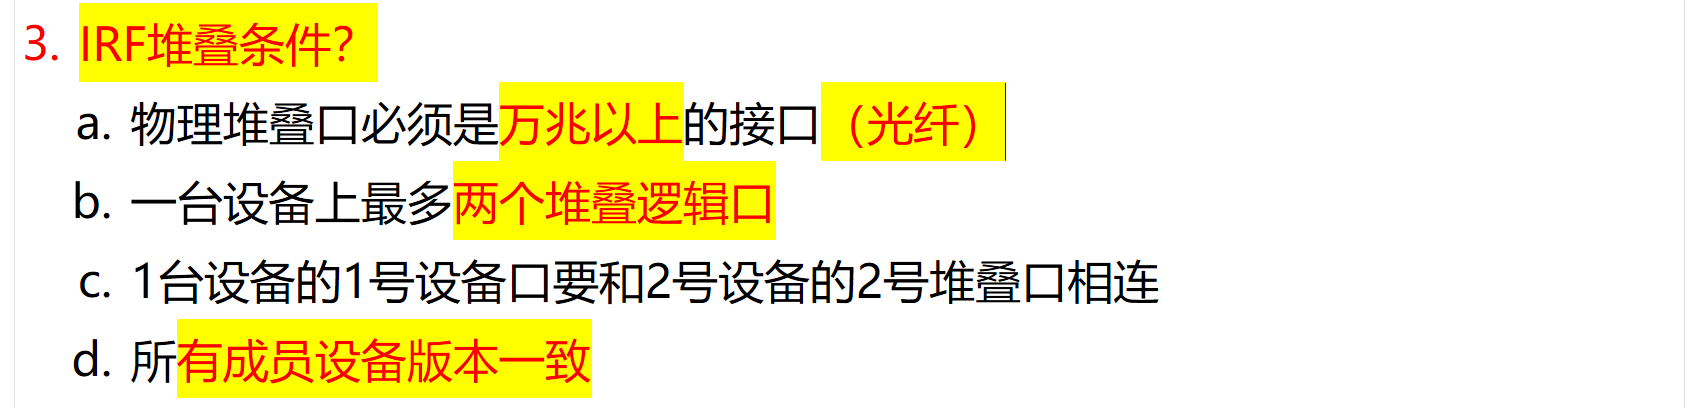 3. IRF堆叠条件？
a. 物理堆叠口必须是万兆以上的接口（光纤）
b. 一台设备上最多两个堆叠逻辑口
c. 1台设备的1号设备口要和2号设备的2号堆叠口相连
d. 所有成员设备版本一致